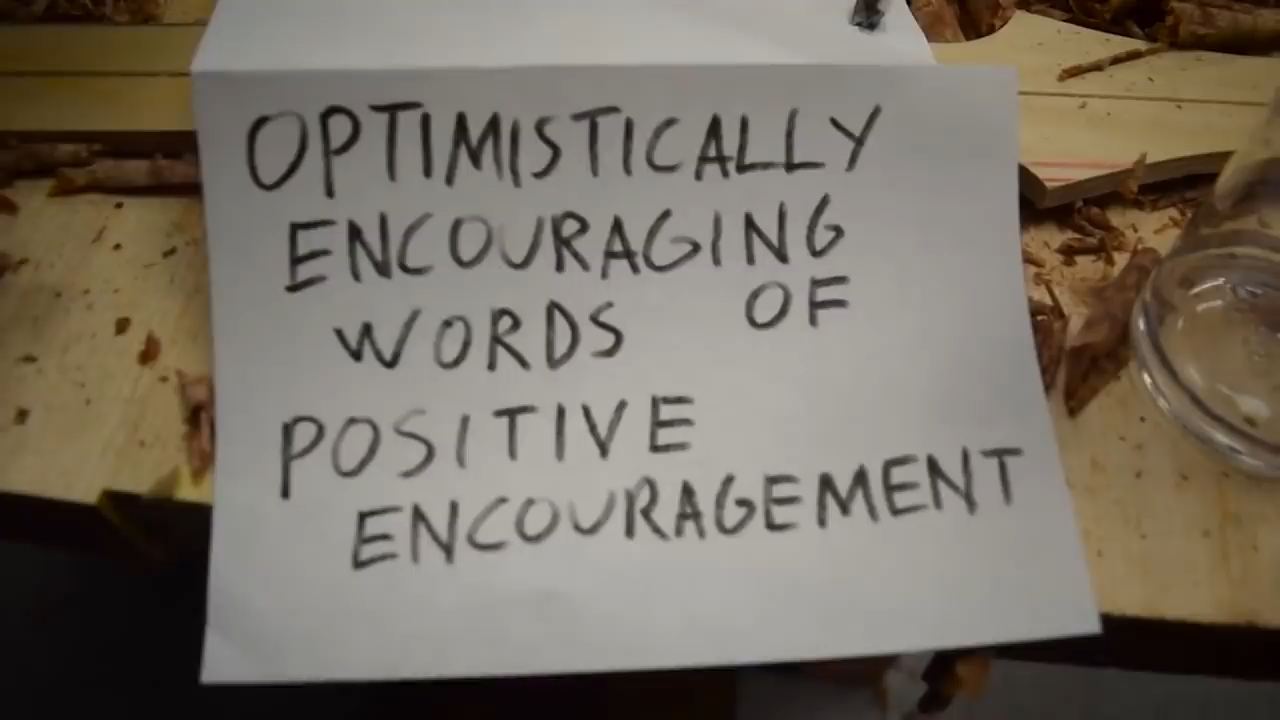 OPTIMISTICALLY
ENCOURAGING
WORDS OF
POSITIVE
ENCOURAGEMENT